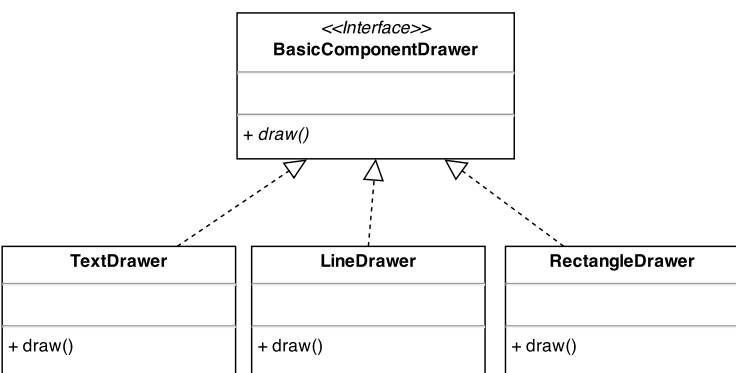 <<Interface>>
BasicComponentDrawer
+ draw()
TextDrawer
LineDrawer
RectangleDrawer
+ draw()
+ draw()
+ draw()